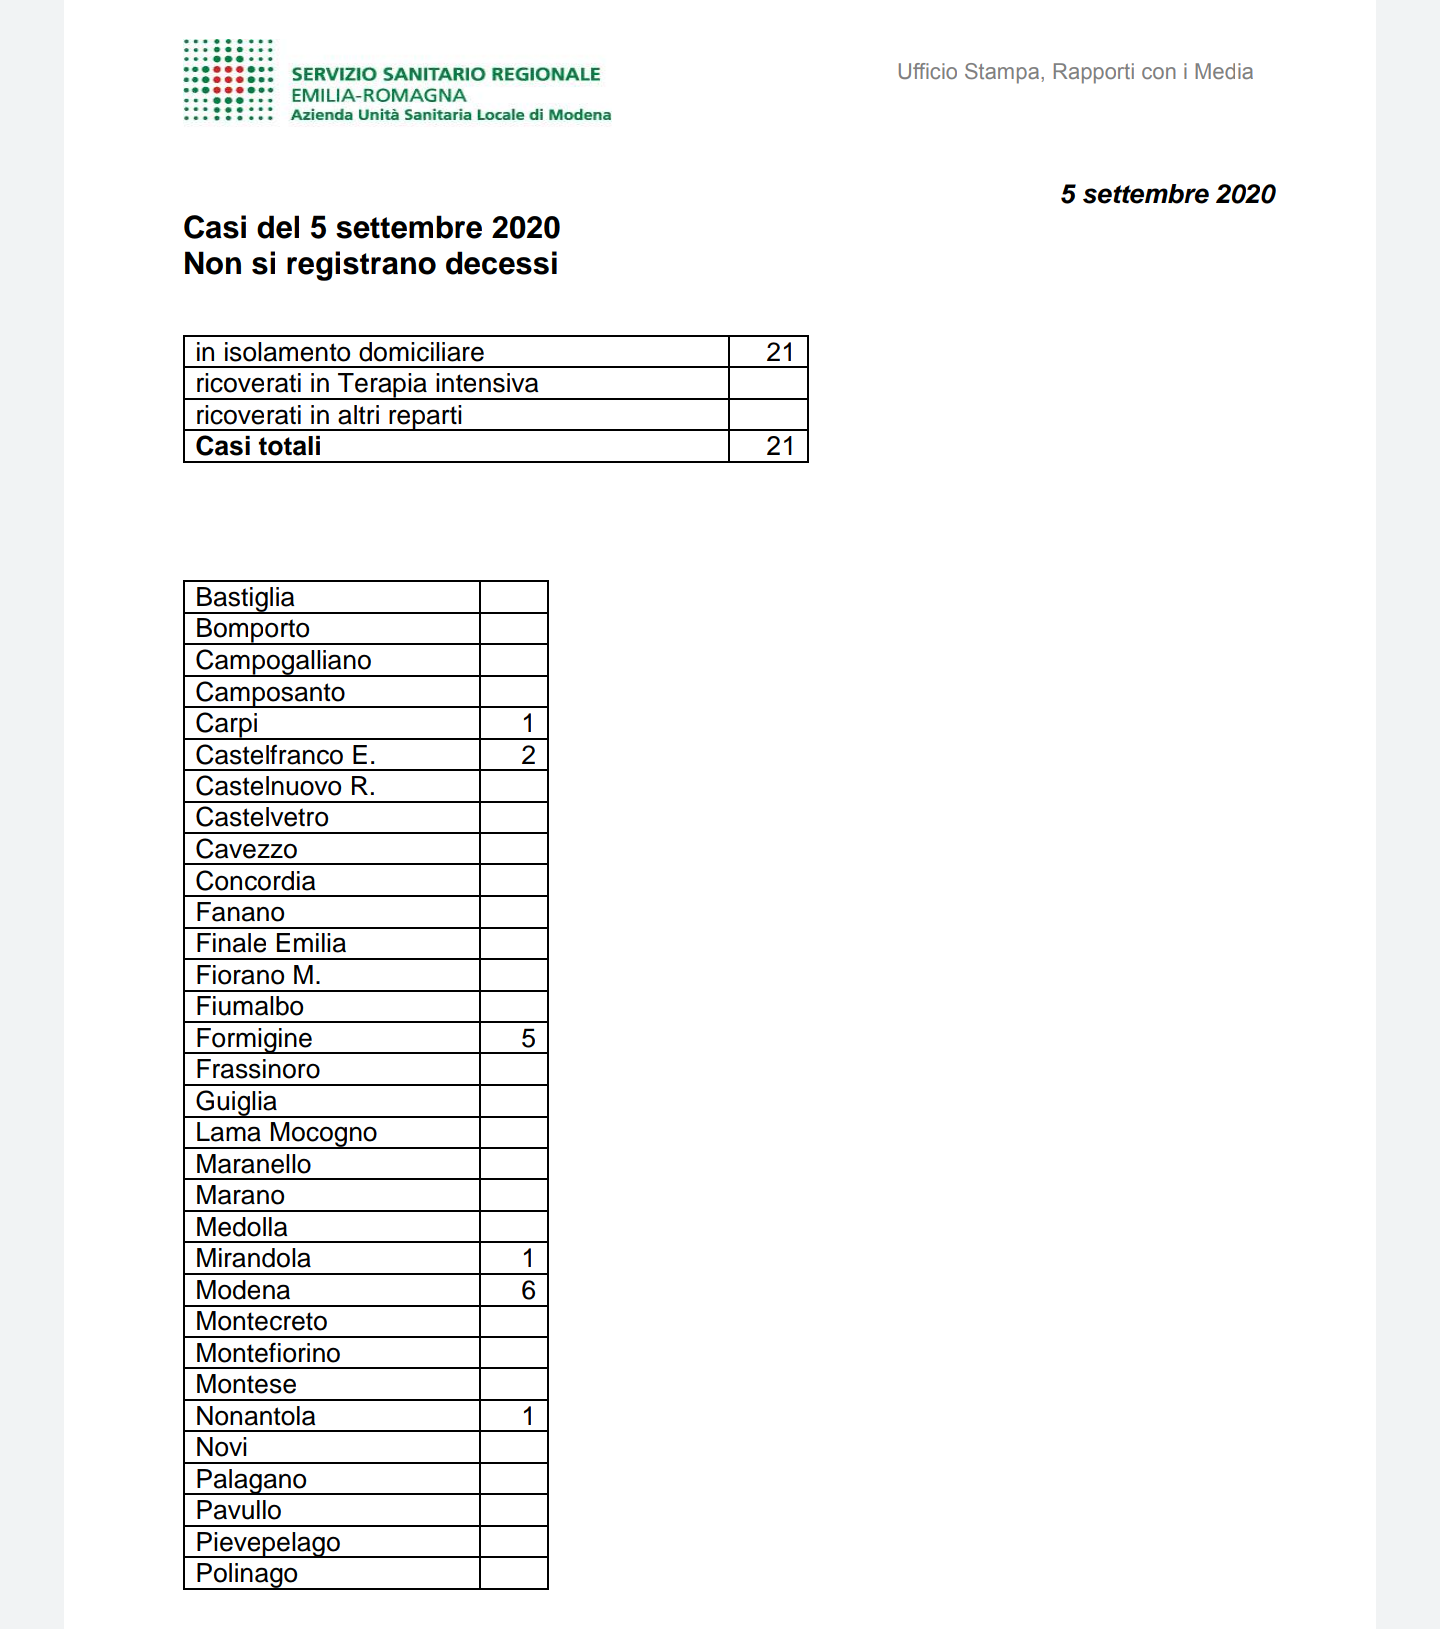 SERVIZIO SANITARIO REGIONALE
EMILIA-ROMAGNA
Azienda Unità Sanitaria Locale di Modena
Ufficio Stampa, Rapporti con i Media
5 settembre 2020
Casi del 5 settembre 2020
Non si registrano decessi
in isolamento domiciliare 21
ricoverati in Terapia intensiva
ricoverati in altri reparti
Casi totali 21
Bastiglia
Bomporto
Campogalliano
Camposanto
Carpi 1
Castelfranco E. 2
Castelnuovo R.
Castelvetro
Cavezzo
Concordia
Fanano
Finale Emilia
Fiorano M.
Fiumalbo
Formigine 5
Frassinoro
Guiglia
Lama Mocogno
Maranello
Marano
Medolla
Mirandola 1
Modena 6
Montecreto
Montefiorino
Montese
Nonantola 1
Novi
Palagano
Pavullo
Pievepelago
Polinago